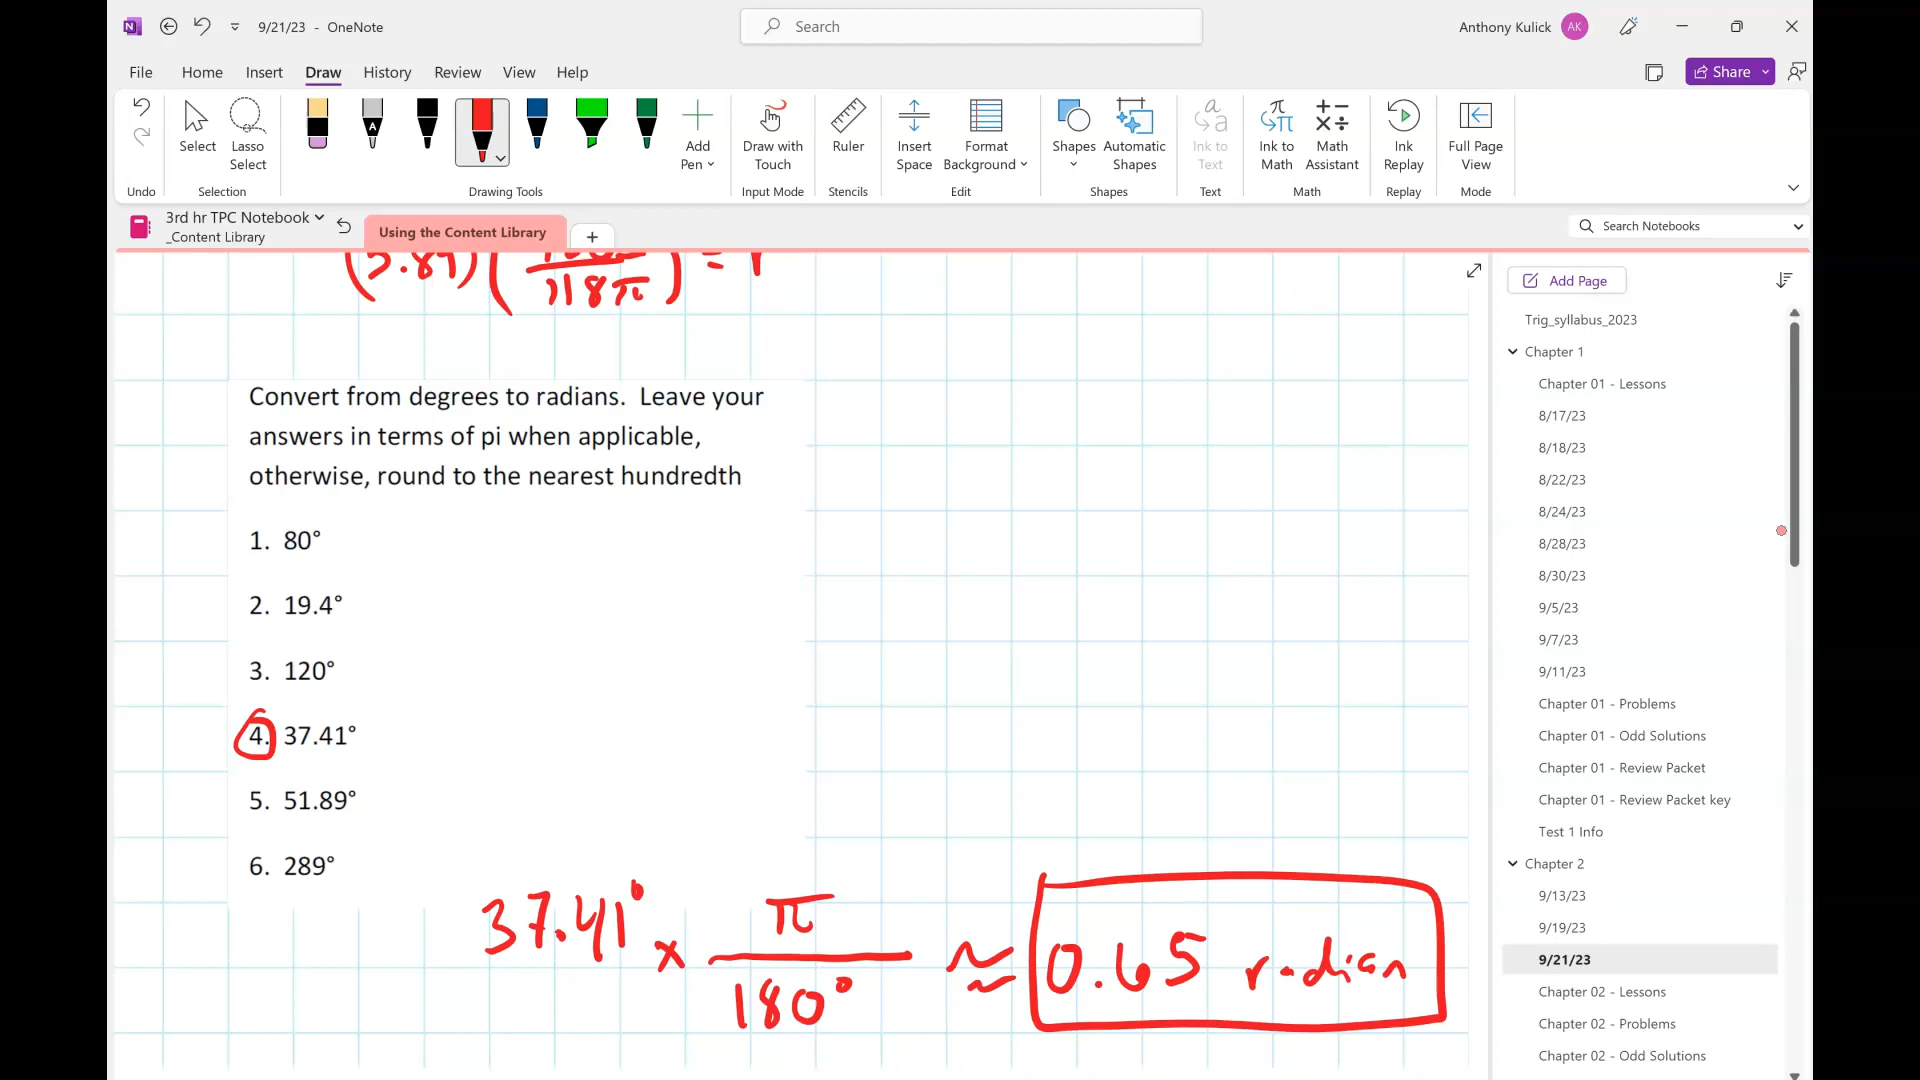 9/21/23 - OneNote
Search
Anthony Kulick AK
File Home Insert Draw History Review View Help
Share
Undo
Select
Lasso Select
Selection
A
Drawing Tools
Add Pen
Draw with Touch
Input Mode
Ruler
Stencils
Insert Space
Format Background
Edit
Shapes
Automatic Shapes
Shapes
Ink to Text
Text
Ink to Math
Math Assistant
Math
Ink Replay
Replay
Full Page View
Mode
3rd hr TPC Notebook
_Content Library
Using the Content Library
Search Notebooks
Convert from degrees to radians. Leave your
answers in terms of pi when applicable,
otherwise, round to the nearest hundredth
1. 80°
2. 19.4°
3. 120°
4. 37.41°
5. 51.89°
6. 289°
37.41° x π / 180° ≈ 0.65 radian
Add Page
Trig_syllabus_2023
Chapter 1
Chapter 01 - Lessons
8/17/23
8/18/23
8/22/23
8/24/23
8/28/23
8/30/23
9/5/23
9/7/23
9/11/23
Chapter 01 - Problems
Chapter 01 - Odd Solutions
Chapter 01 - Review Packet
Chapter 01 - Review Packet key
Test 1 Info
Chapter 2
9/13/23
9/19/23
9/21/23
Chapter 02 - Lessons
Chapter 02 - Problems
Chapter 02 - Odd Solutions